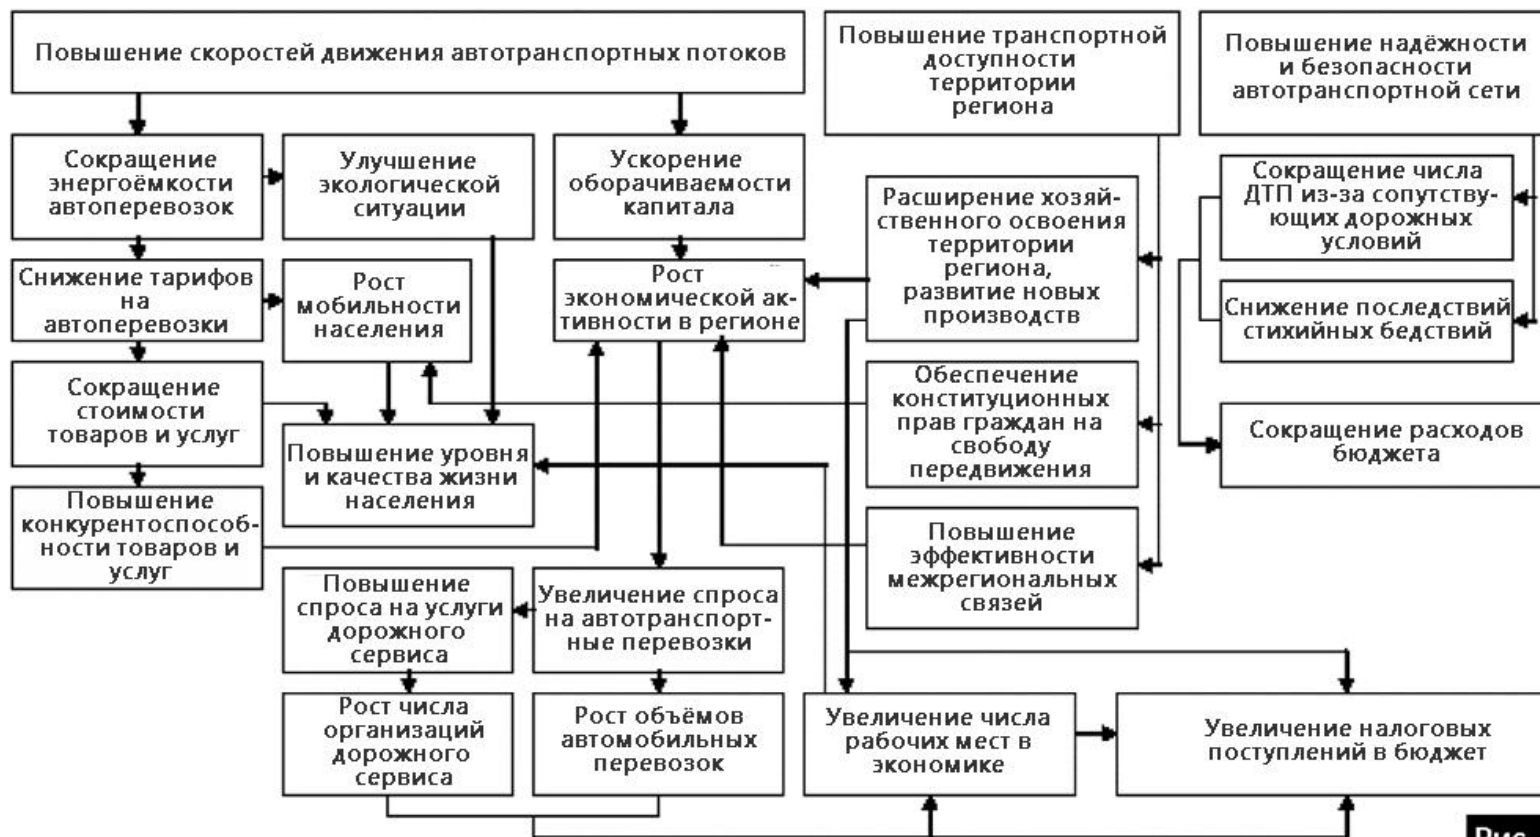 Повышение скоростей движения автотранспортных потоков
Повышение транспортной
доступности
территории
региона
Повышение надёжности
и безопасности
автотранспортной сети
Сокращение
энергоёмкости
автоперевозок
Улучшение
экологической
ситуации
Ускорение
оборачиваемости
капитала
Расширение хозяй-
ственного освоения
территории
региона,
развитие новых
производств
Сокращение числа
ДТП из-за сопутству-
ющих дорожных
условий
Снижение тарифов
на
автоперевозки
Рост
мобильности
населения
Рост
экономической ак-
тивности в регионе
Снижение последствий
стихийных бедствий
Сокращение
стоимости
товаров и услуг
Повышение уровня
и качества жизни
населения
Обеспечение
конституционных
прав граждан на
свободу
передвижения
Сокращение расходов
бюджета
Повышение
конкурентоспособ-
ности товаров и
услуг
Повышение
эффективности
межрегиональных
связей
Повышение
спроса на услуги
дорожного
сервиса
Увеличение спроса
на автотранспорт-
ные перевозки
Рост числа
организаций
дорожного
сервиса
Рост объёмов
автомобильных
перевозок
Увеличение числа
рабочих мест в
экономике
Увеличение налоговых
поступлений в бюджет